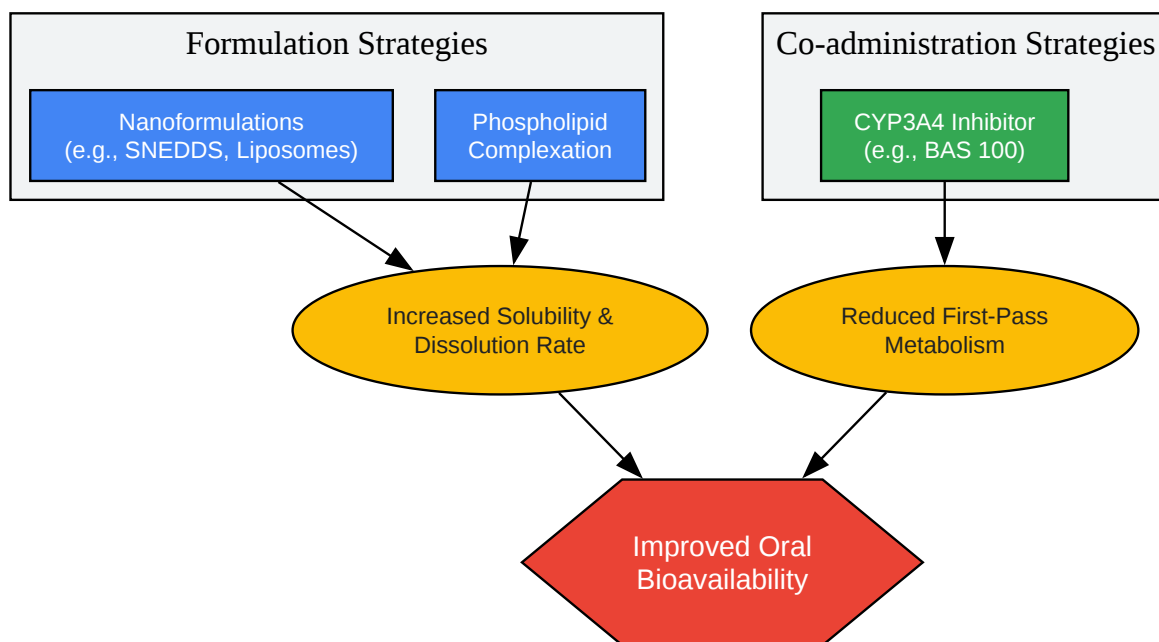 Formulation Strategies
Nanoformulations
(e.g., SNEDDS, Liposomes)
Phospholipid
Complexation
Co-administration Strategies
CYP3A4 Inhibitor
(e.g., BAS 100)
Increased Solubility &
Dissolution Rate
Reduced First-Pass
Metabolism
Improved Oral
Bioavailability